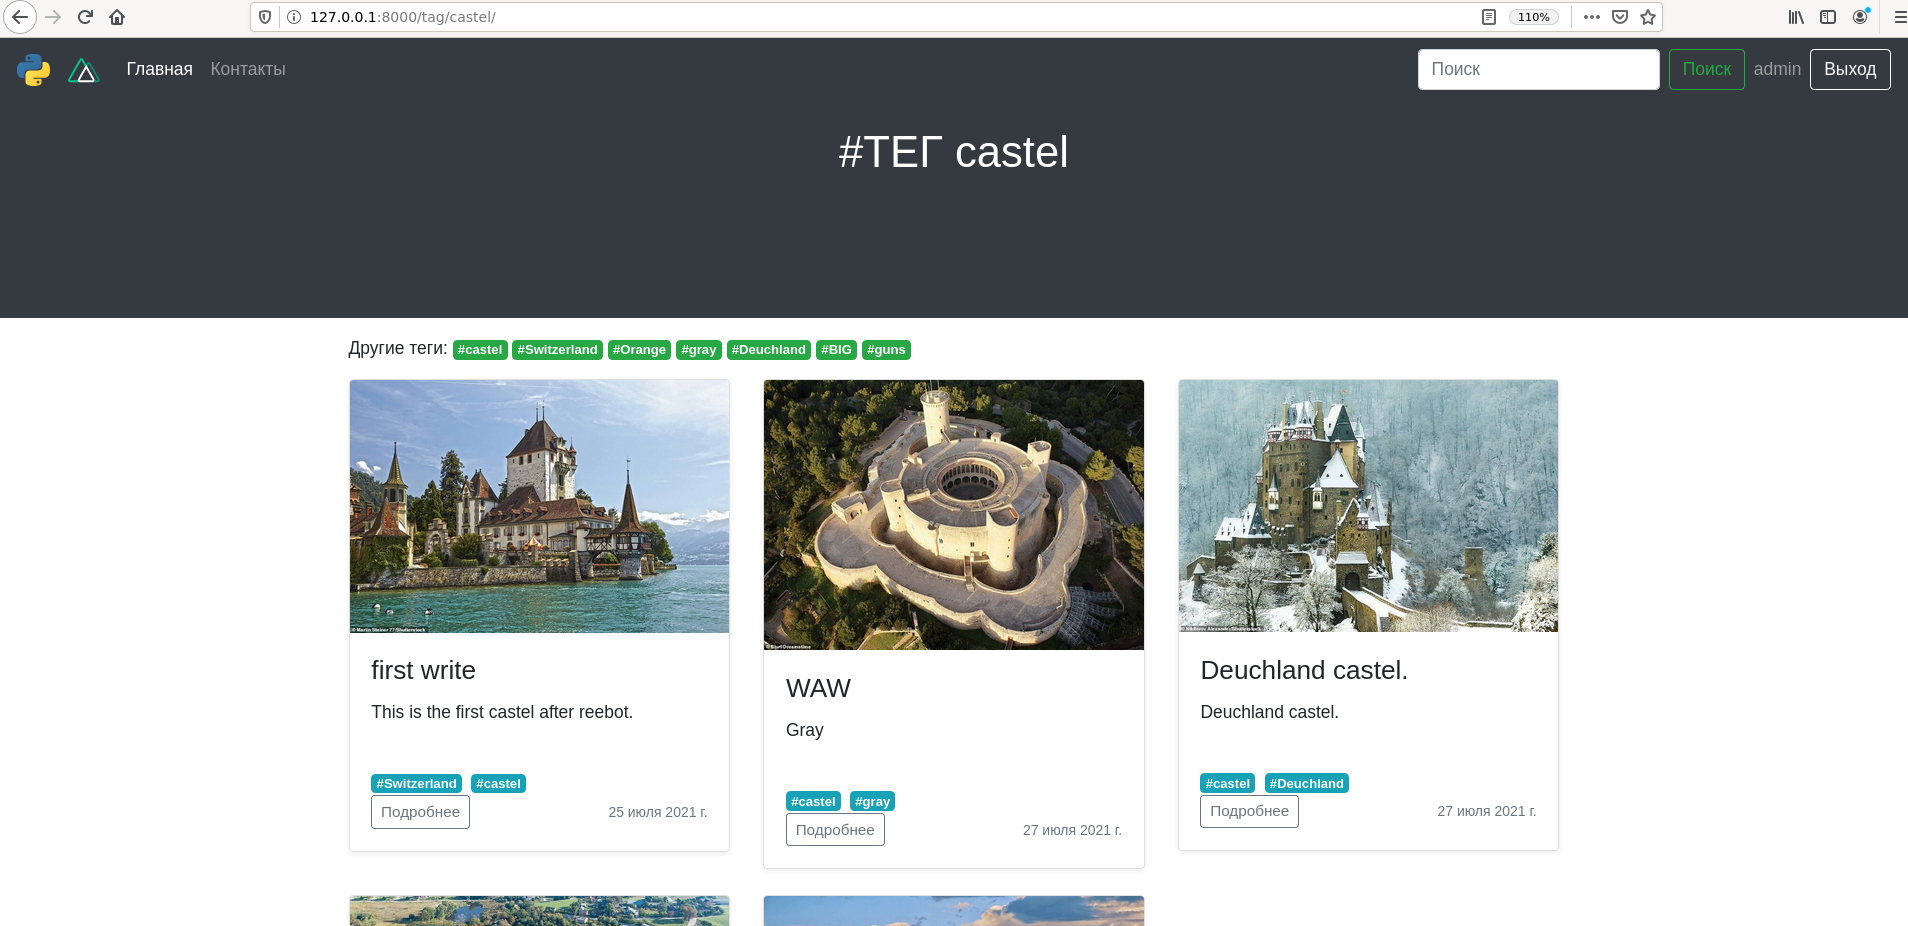 127.0.0.1:8000/tag/castel/
110%
Главная Контакты
Поиск Поиск admin Выход
#ТЕГ castel
Другие теги: #castel #Switzerland #Orange #gray #Deuchland #BIG #guns
first write
This is the first castel after reebot.
#Switzerland #castel
Подробнее 25 июля 2021 г.
WAW
Gray
#castel #gray
Подробнее 27 июля 2021 г.
Deuchland castel.
Deuchland castel.
#castel #Deuchland
Подробнее 27 июля 2021 г.